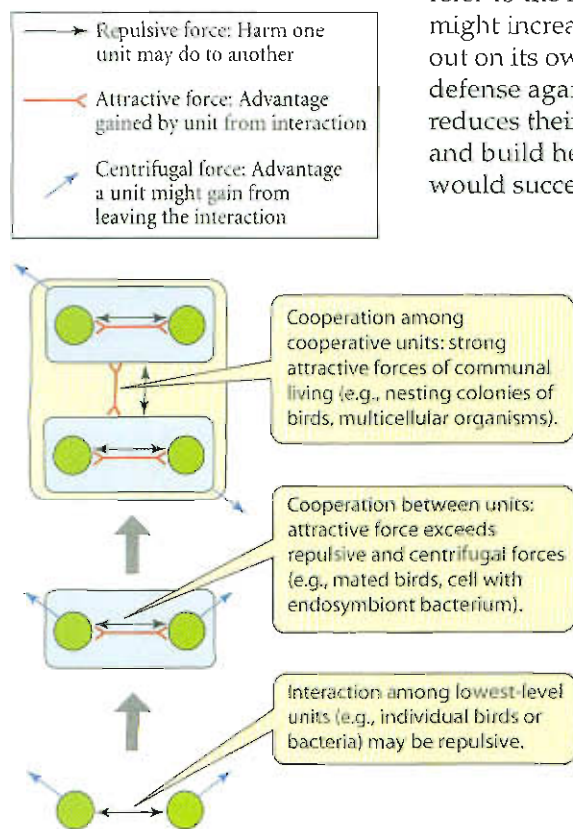 Repulsive force: Harm one
unit may do to another
Attractive force: Advantage
gained by unit from interaction
Centrifugal force: Advantage
a unit might gain from
leaving the interaction
might increa
out on its ow
defense agai
reduces their
and build he
would succe
Cooperation among
cooperative units: strong
attractive forces of communal
living (e.g., nesting colonies of
birds, multicellular organisms).
Cooperation between units:
attractive force exceeds
repulsive and centrifugal forces
(e.g., mated birds, cell with
endosymbiont bacterium).
Interaction among lowest-level
units (e.g., individual birds or
bacteria) may be repulsive.